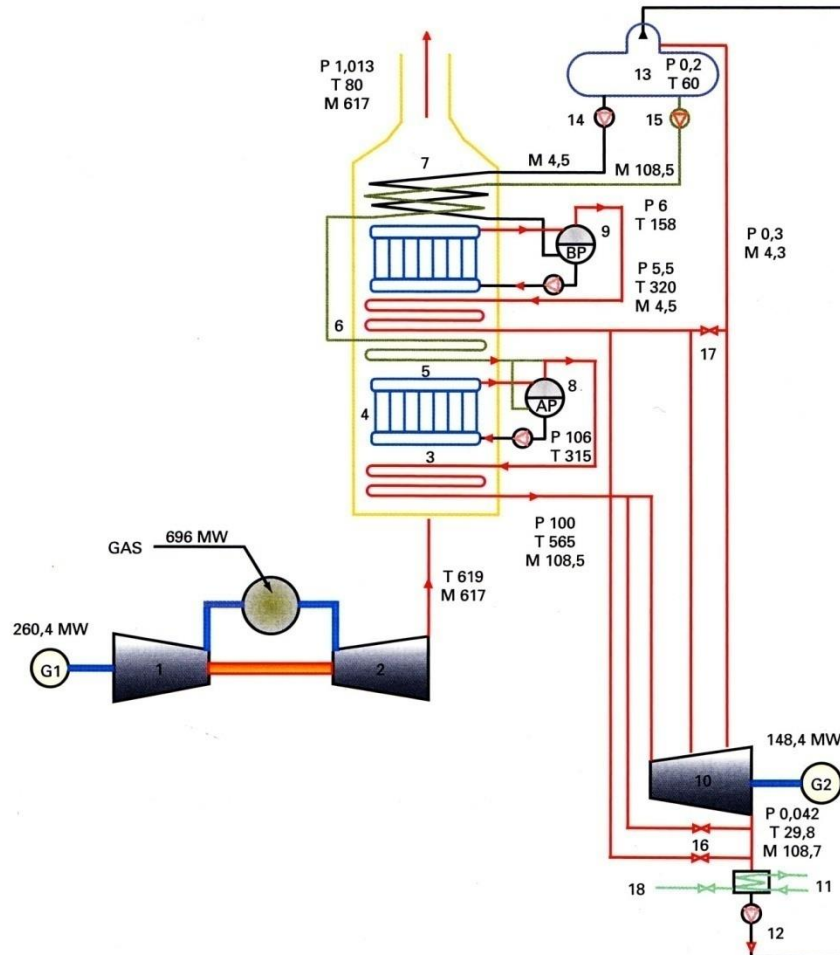 P 1,013
T 80
M 617
13
P 0,2
T 60
14
15
7
M 4,5
M 108,5
P 6
T 158
9
BP
P 0,3
M 4,3
P 5,5
T 320
M 4,5
6
17
5
8
4
AP
P 106
T 315
3
P 100
T 565
M 108,5
696 MW
GAS
T 619
M 617
260,4 MW
G1
1
2
148,4 MW
10
G2
P 0,042
T 29,8
M 108,7
16
18
11
12